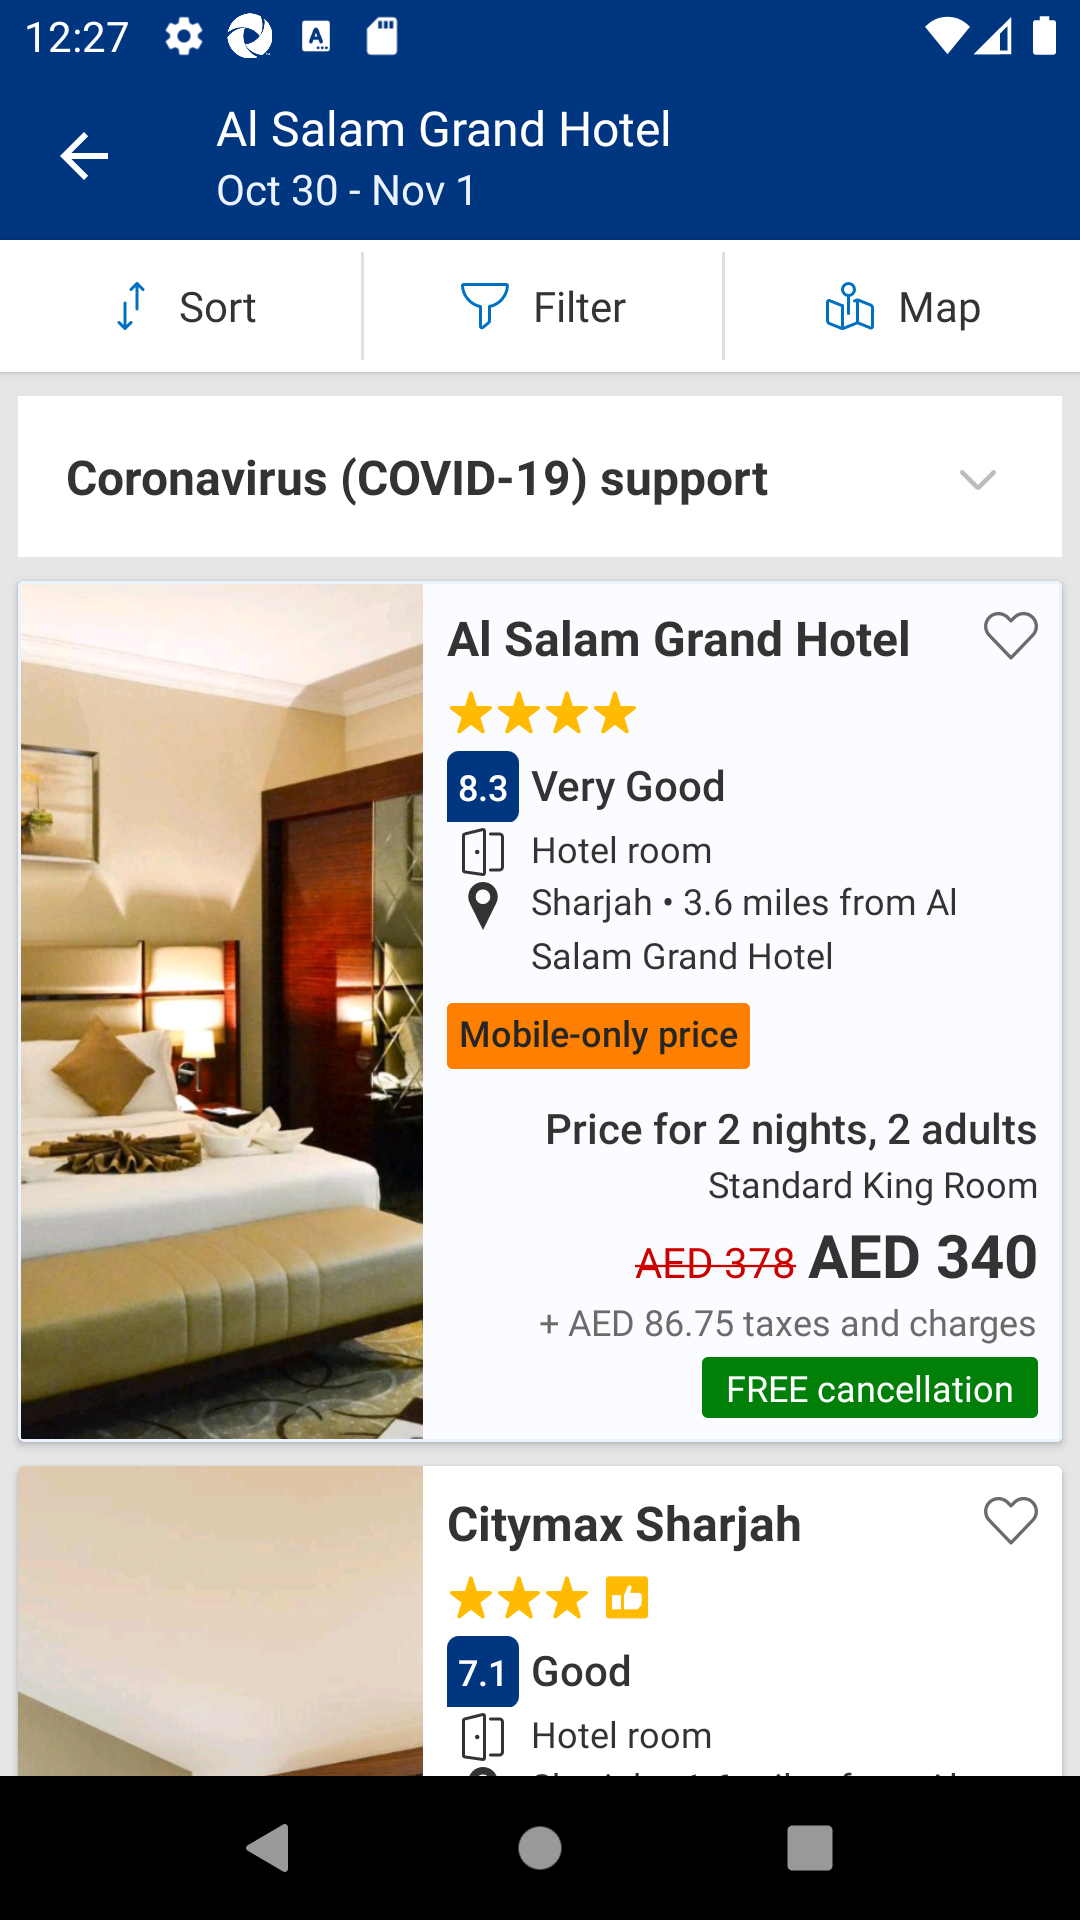 12:27
Al Salam Grand Hotel
Oct 30 - Nov 1
Sort
Filter
Map
Coronavirus (COVID-19) support
Al Salam Grand Hotel
8.3 Very Good
Hotel room
Sharjah • 3.6 miles from Al
Salam Grand Hotel
Mobile-only price
Price for 2 nights, 2 adults
Standard King Room
AED 378 AED 340
+ AED 86.75 taxes and charges
FREE cancellation
Citymax Sharjah
7.1 Good
Hotel room